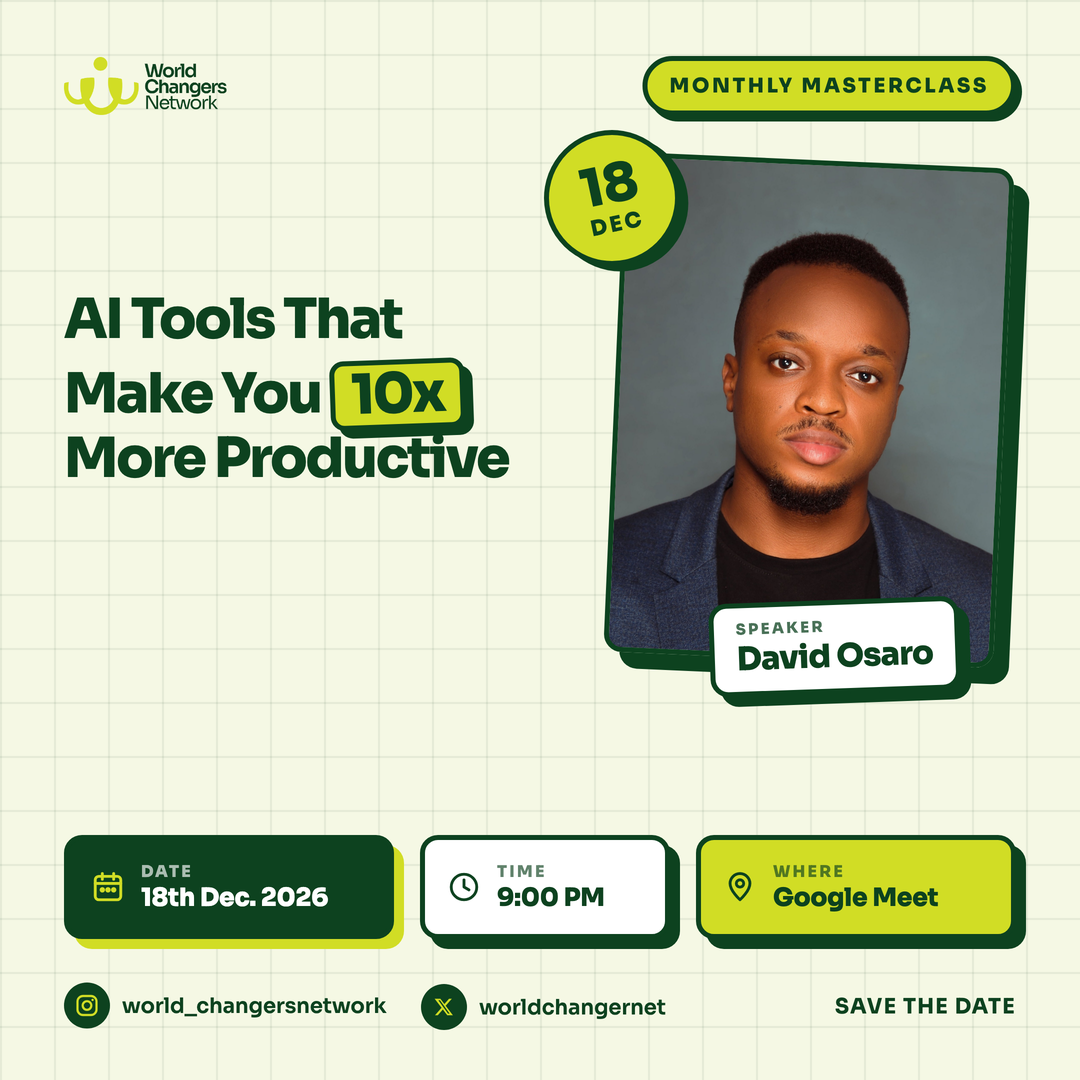 World
Changers
Network
MONTHLY MASTERCLASS
18
DEC
AI Tools That
Make You 10x
More Productive
SPEAKER
David Osaro
DATE
18th Dec. 2026
TIME
9:00 PM
WHERE
Google Meet
world_changersnetwork
worldchangernet
SAVE THE DATE